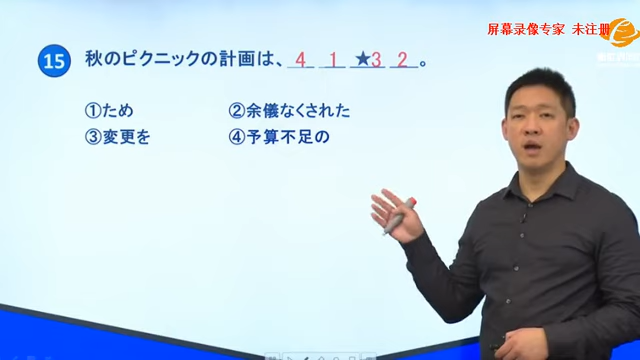 屏幕录像专家 未注册
15 秋のピクニックの計画は、 4 1 ★3 2 。
①ため ②余儀なくされた
③変更を ④予算不足の